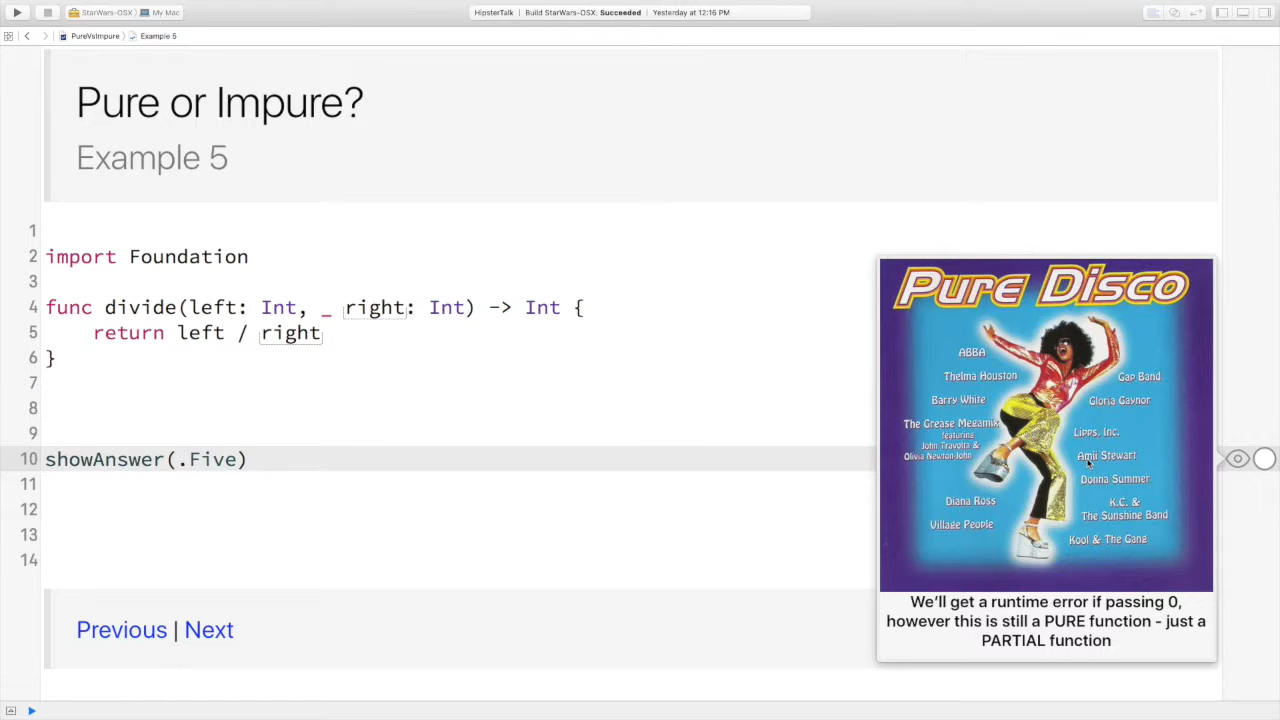 StarWars-OSX
My Mac
HipsterTalk | Build StarWars-OSX: Succeeded | Yesterday at 12:16 PM
PureVsImpure
Example 5
Pure or Impure?
Example 5
1
2 import Foundation
3
4 func divide(left: Int, _ right: Int) -> Int {
5 return left / right
6 }
7
8
9
10 showAnswer(.Five)
11
12
13
14
Previous | Next
Pure Disco
ABBA
Thelma Houston
Barry White
The Grease Megamix
featuring
John Travolta &
Olivia Newton-John
Diana Ross
Village People
Gap Band
Gloria Gaynor
Lipps, Inc.
Amii Stewart
Donna Summer
K.C. &
The Sunshine Band
Kool & The Gang
We'll get a runtime error if passing 0,
however this is still a PURE function - just a
PARTIAL function